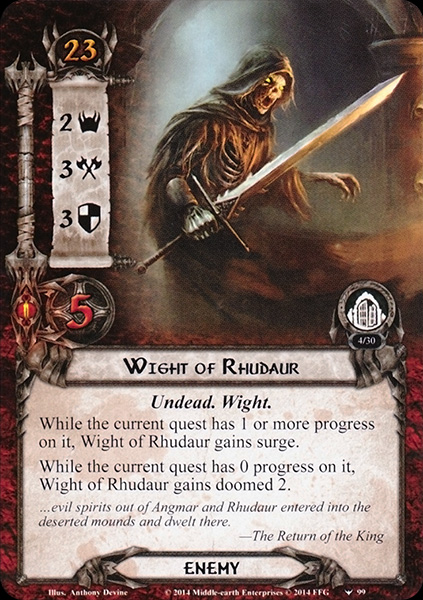 23
2
3
3
5
4/30
Wight of Rhudaur
Undead. Wight.
While the current quest has 1 or more progress
on it, Wight of Rhudaur gains surge.
While the current quest has 0 progress on it,
Wight of Rhudaur gains doomed 2.
...evil spirits out of Angmar and Rhudaur entered into the
deserted mounds and dwelt there.
—The Return of the King
ENEMY
Illus. Anthony Devine © 2014 Middle-earth Enterprises © 2014 FFG 99